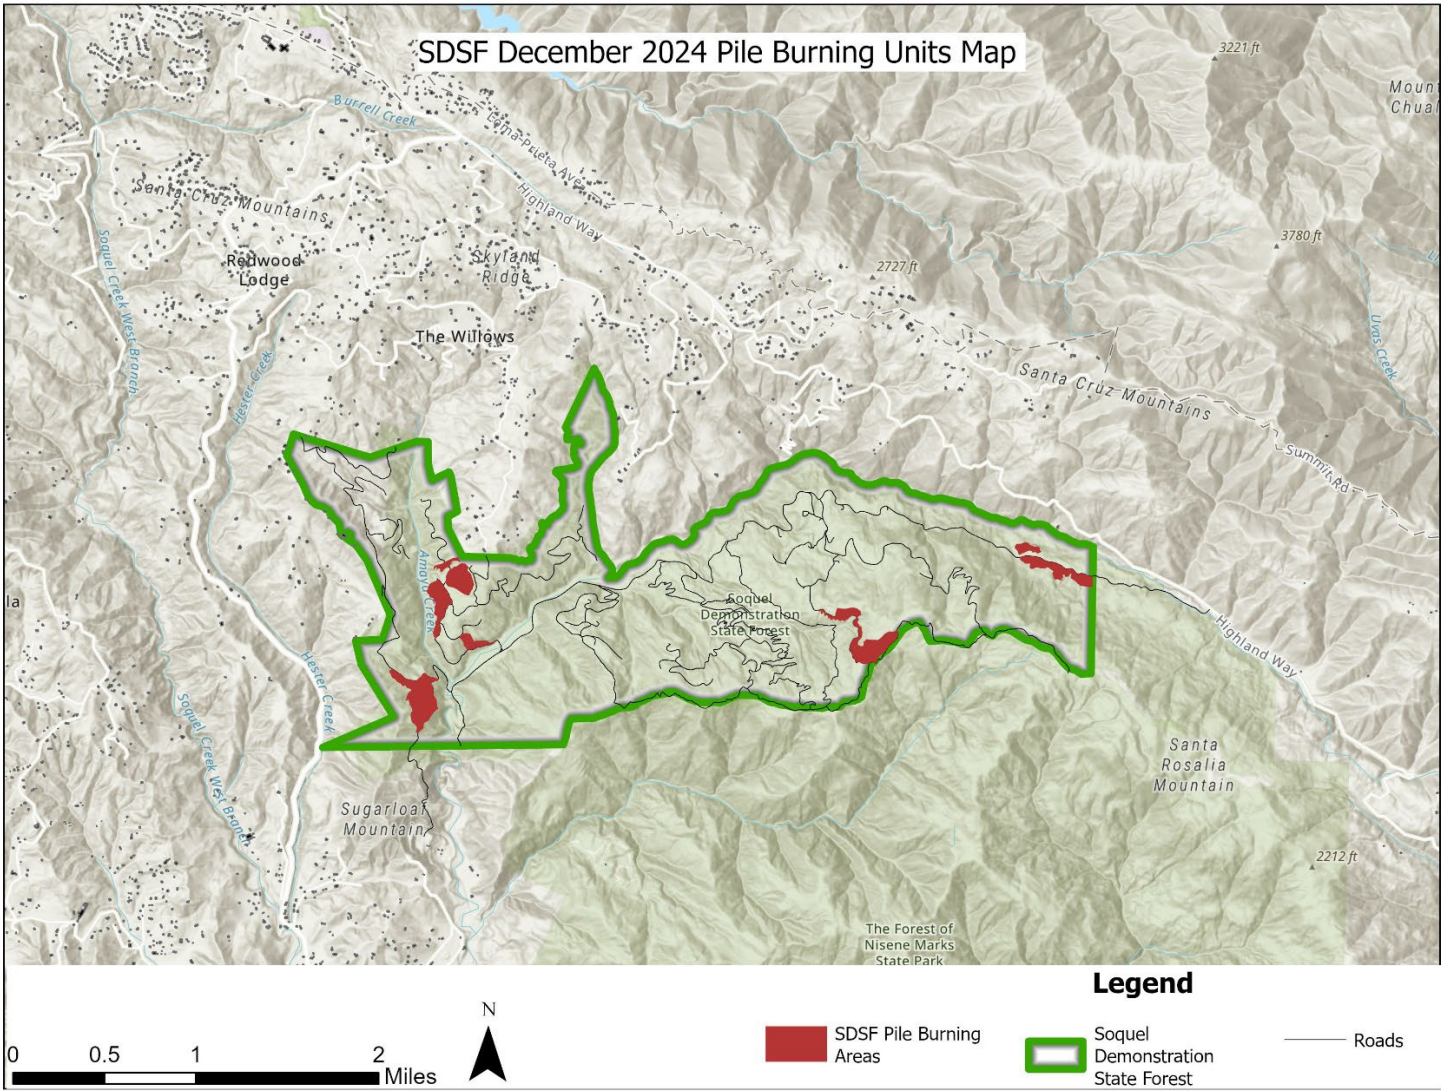 SDSF December 2024 Pile Burning Units Map
3221 ft
Mount
Chual
Burrell Creek
Loma Prieta Ave
Santa Cruz Mountains
Highland Way
Soquel Creek West Branch
Redwood
Lodge
Skyland
Ridge
3780 ft
2727 ft
Uvas Creek
The Willows
Hester Creek
Santa Cruz Mountains
Summit Rd
Amaya Creek
la
Soquel
Demonstration
State Forest
Highland Way
Hester Creek
Soquel Creek West Branch
Santa
Rosalia
Mountain
Sugarloaf
Mountain
2212 ft
The Forest of
Nisene Marks
State Park
Legend
N
SDSF Pile Burning
Areas
Soquel
Demonstration
State Forest
Roads
0 0.5 1 2
Miles